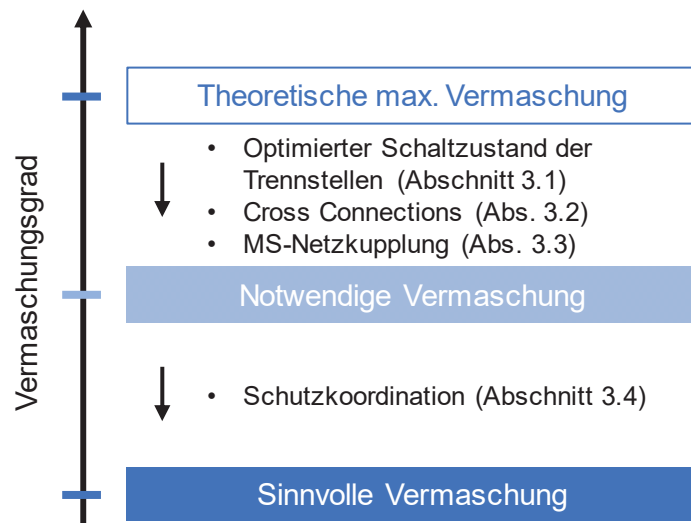 Vermaschungsgrad
Theoretische max. Vermaschung
• Optimierter Schaltzustand der
Trennstellen (Abschnitt 3.1)
• Cross Connections (Abs. 3.2)
• MS-Netzkupplung (Abs. 3.3)
Notwendige Vermaschung
• Schutzkoordination (Abschnitt 3.4)
Sinnvolle Vermaschung